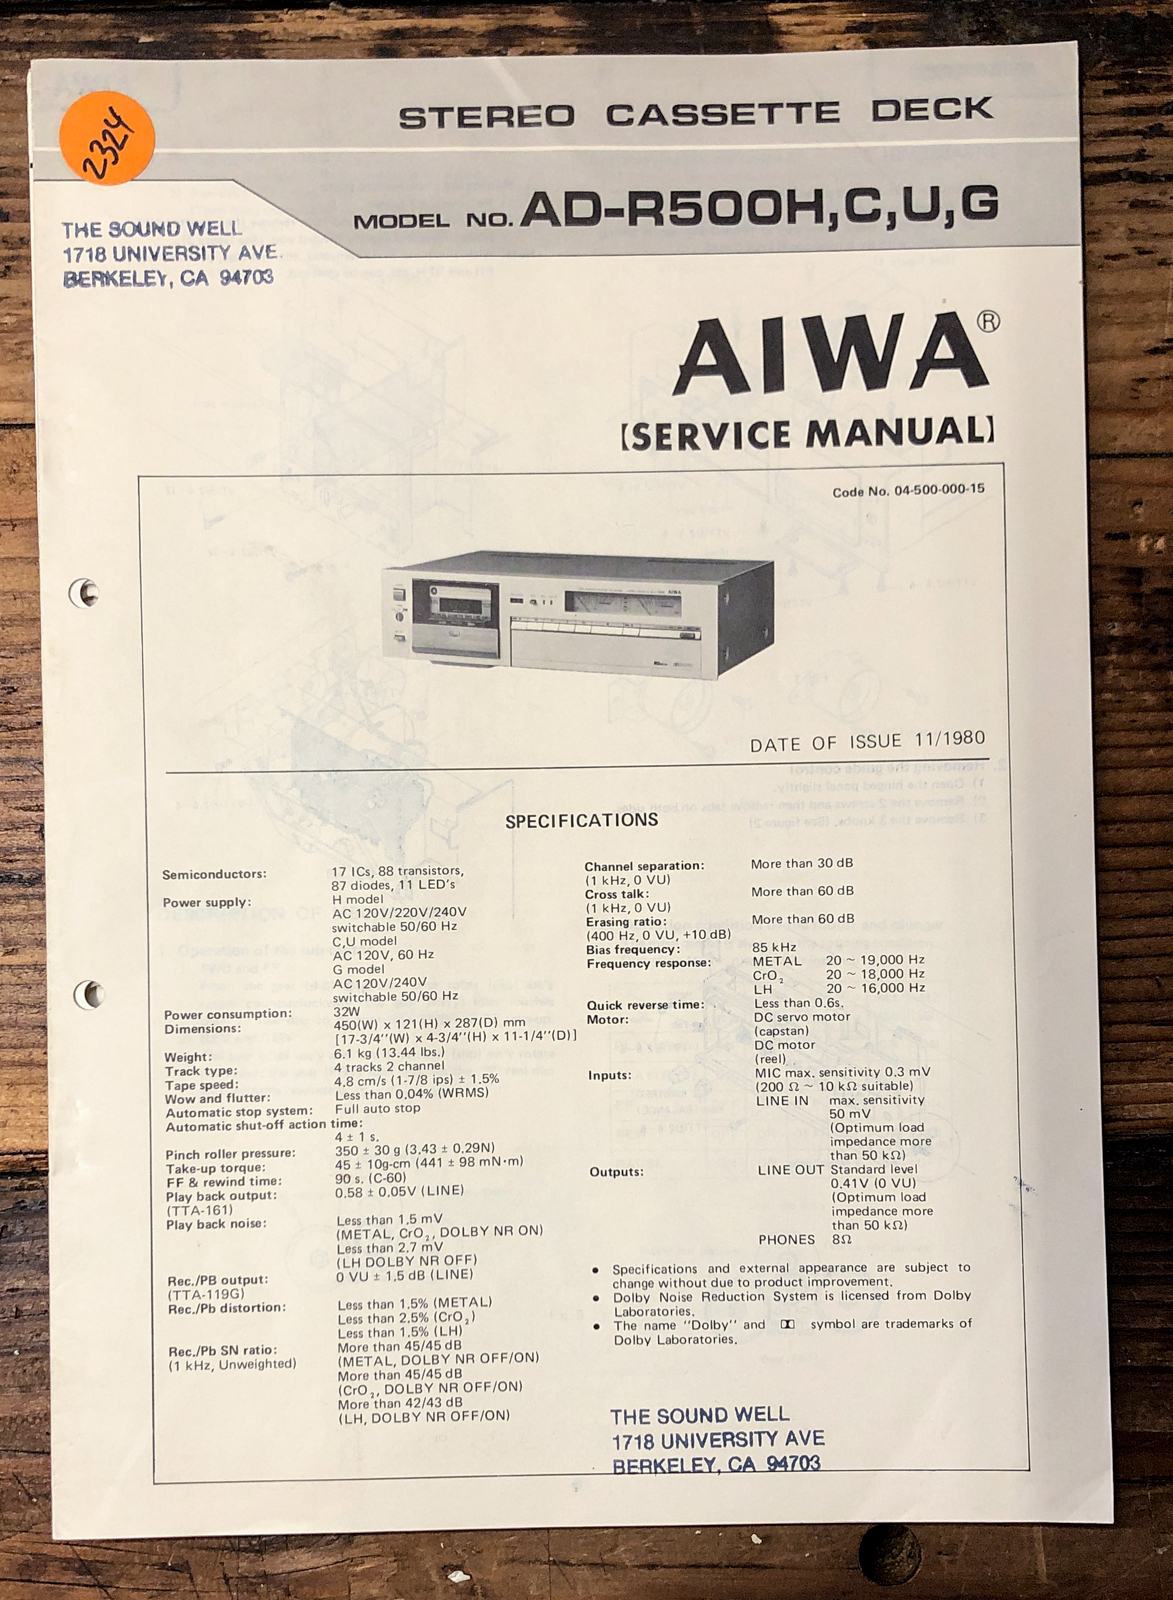 2324
STEREO CASSETTE DECK
MODEL NO. AD-R500H,C,U,G
THE SOUND WELL
1718 UNIVERSITY AVE.
BERKELEY, CA 94703
AIWA®
【SERVICE MANUAL】
Code No. 04-500-000-15
AIWA
DATE OF ISSUE 11/1980
SPECIFICATIONS
Semiconductors: 17 ICs, 88 transistors,
87 diodes, 11 LED's
Power supply: H model
AC 120V/220V/240V
switchable 50/60 Hz
C,U model
AC 120V, 60 Hz
G model
AC 120V/240V
switchable 50/60 Hz
Power consumption: 32W
Dimensions: 450(W) x 121(H) x 287(D) mm
[17-3/4''(W) x 4-3/4''(H) x 11-1/4''(D)]
Weight: 6.1 kg (13.44 lbs.)
Track type: 4 tracks 2 channel
Tape speed: 4.8 cm/s (1-7/8 ips) ± 1.5%
Wow and flutter: Less than 0.04% (WRMS)
Automatic stop system: Full auto stop
Automatic shut-off action time:
4 ± 1 s.
Pinch roller pressure: 350 ± 30 g (3.43 ± 0.29N)
Take-up torque: 45 ± 10g-cm (441 ± 98 mN·m)
FF & rewind time: 90 s. (C-60)
Play back output: 0.58 ± 0.05V (LINE)
(TTA-161)
Play back noise: Less than 1.5 mV
(METAL, CrO₂, DOLBY NR ON)
Less than 2.7 mV
(LH DOLBY NR OFF)
Rec./PB output: 0 VU ± 1.5 dB (LINE)
(TTA-119G)
Rec./Pb distortion: Less than 1.5% (METAL)
Less than 2.5% (CrO₂)
Less than 1.5% (LH)
Rec./Pb SN ratio: More than 45/45 dB
(1 kHz, Unweighted) (METAL, DOLBY NR OFF/ON)
More than 45/45 dB
(CrO₂, DOLBY NR OFF/ON)
More than 42/43 dB
(LH, DOLBY NR OFF/ON)
Channel separation: More than 30 dB
(1 kHz, 0 VU)
Cross talk: More than 60 dB
(1 kHz, 0 VU)
Erasing ratio: More than 60 dB
(400 Hz, 0 VU, +10 dB)
Bias frequency: 85 kHz
Frequency response: METAL 20 ~ 19,000 Hz
CrO₂ 20 ~ 18,000 Hz
LH 20 ~ 16,000 Hz
Quick reverse time: Less than 0.6s.
Motor: DC servo motor
(capstan)
DC motor
(reel)
Inputs: MIC max. sensitivity 0.3 mV
(200 Ω ~ 10 kΩ suitable)
LINE IN max. sensitivity
50 mV
(Optimum load
impedance more
than 50 kΩ)
Outputs: LINE OUT Standard level
0.41V (0 VU)
(Optimum load
impedance more
than 50 kΩ)
PHONES 8Ω
• Specifications and external appearance are subject to
change without due to product improvement.
• Dolby Noise Reduction System is licensed from Dolby
Laboratories.
• The name "Dolby" and symbol are trademarks of
Dolby Laboratories.
THE SOUND WELL
1718 UNIVERSITY AVE
BERKELEY, CA 94703